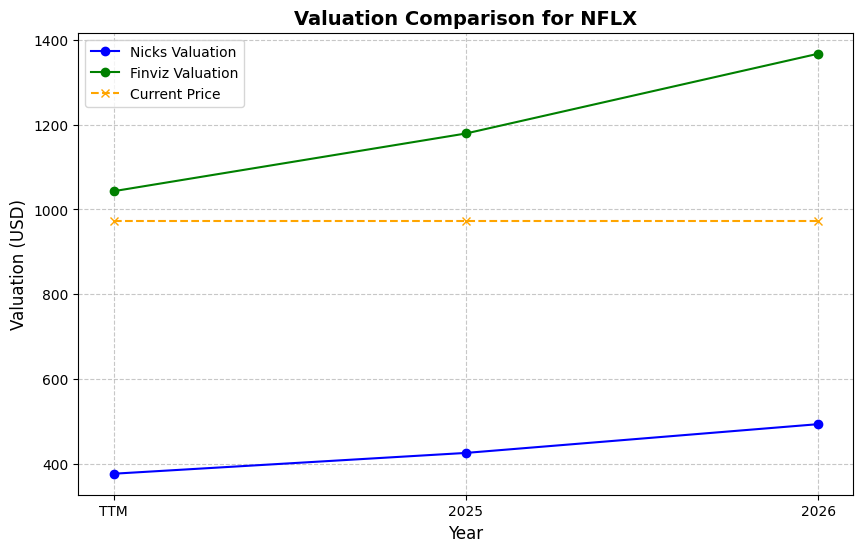 Valuation Comparison for NFLX
Nicks Valuation
Finviz Valuation
Current Price
Valuation (USD)
1400
1200
1000
800
600
400
TTM
2025
2026
Year